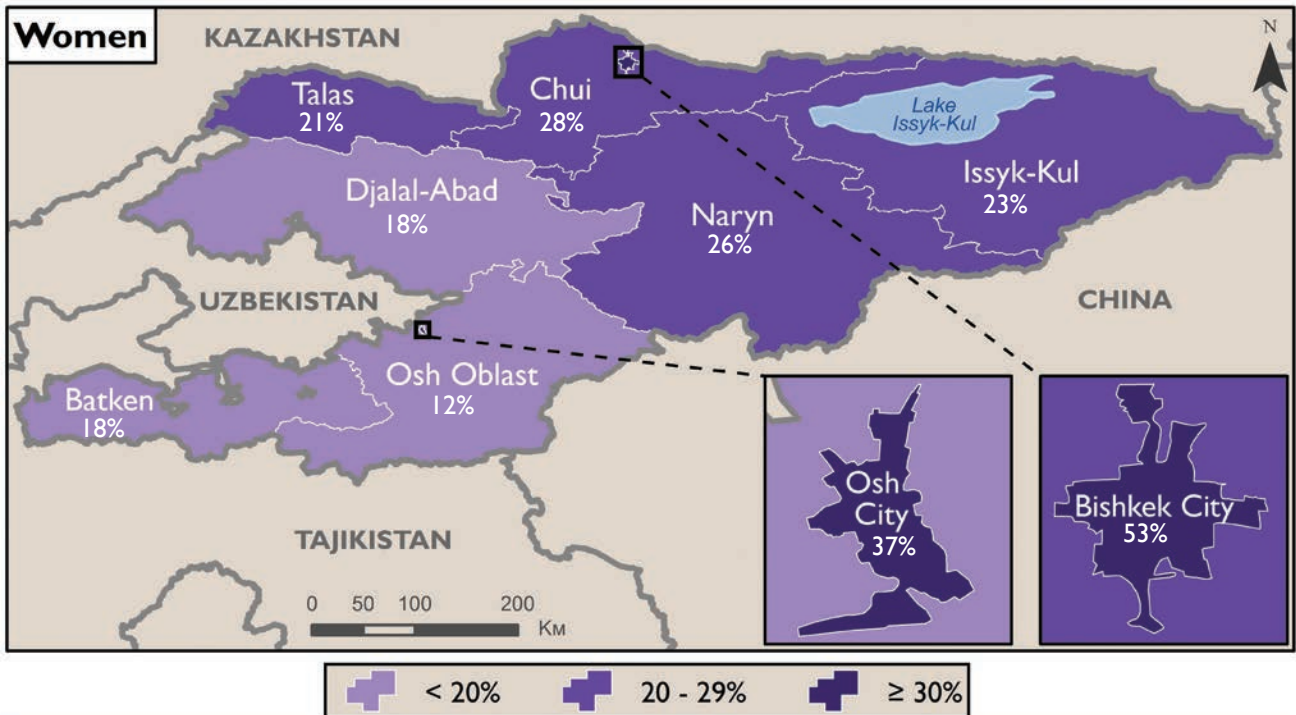 Women
KAZAKHSTAN
N
Talas
21%
Chui
28%
Lake
Issyk-Kul
Issyk-Kul
23%
Djalal-Abad
18%
Naryn
26%
UZBEKISTAN
CHINA
Osh Oblast
12%
Batken
18%
Osh
City
37%
Bishkek City
53%
TAJIKISTAN
0 50 100 200
Км
< 20% 20 - 29% ≥ 30%